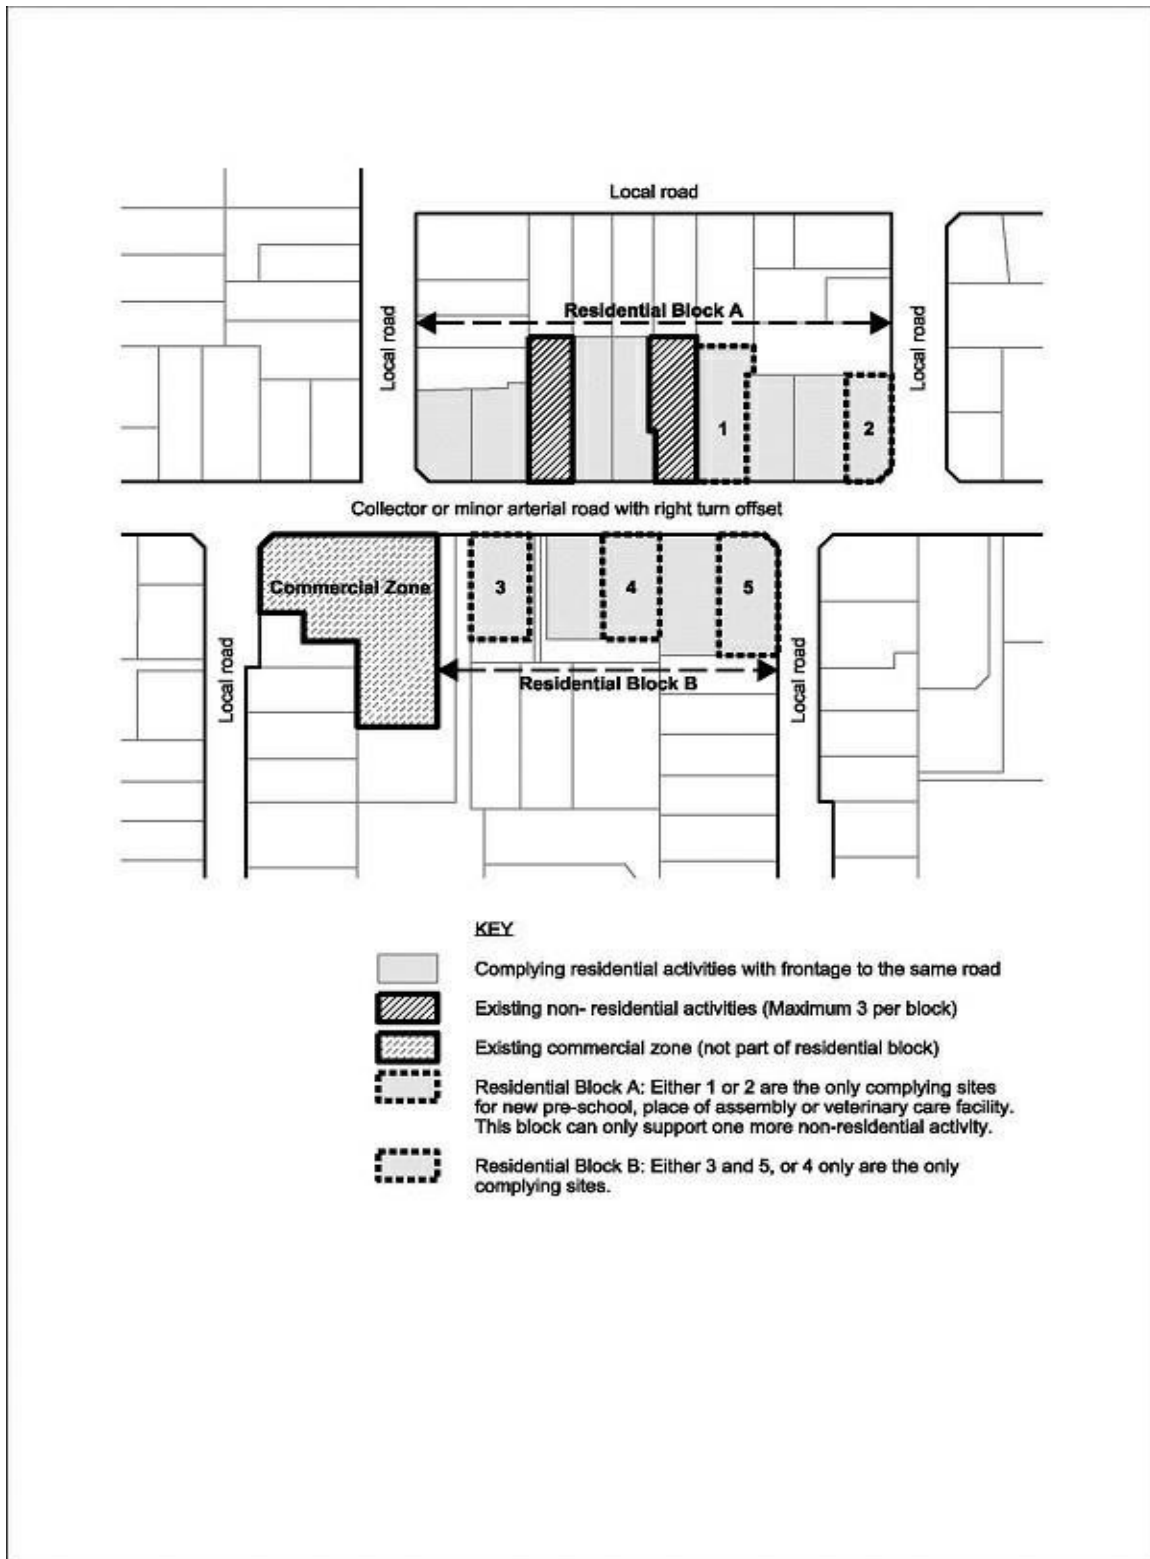 Local road
Residential Block A
Local road
Local road
1
2
Collector or minor arterial road with right turn offset
Commercial Zone
3
4
5
Local road
Local road
Residential Block B
KEY
Complying residential activities with frontage to the same road
Existing non- residential activities (Maximum 3 per block)
Existing commercial zone (not part of residential block)
Residential Block A: Either 1 or 2 are the only complying sites
for new pre-school, place of assembly or veterinary care facility.
This block can only support one more non-residential activity.
Residential Block B: Either 3 and 5, or 4 only are the only
complying sites.